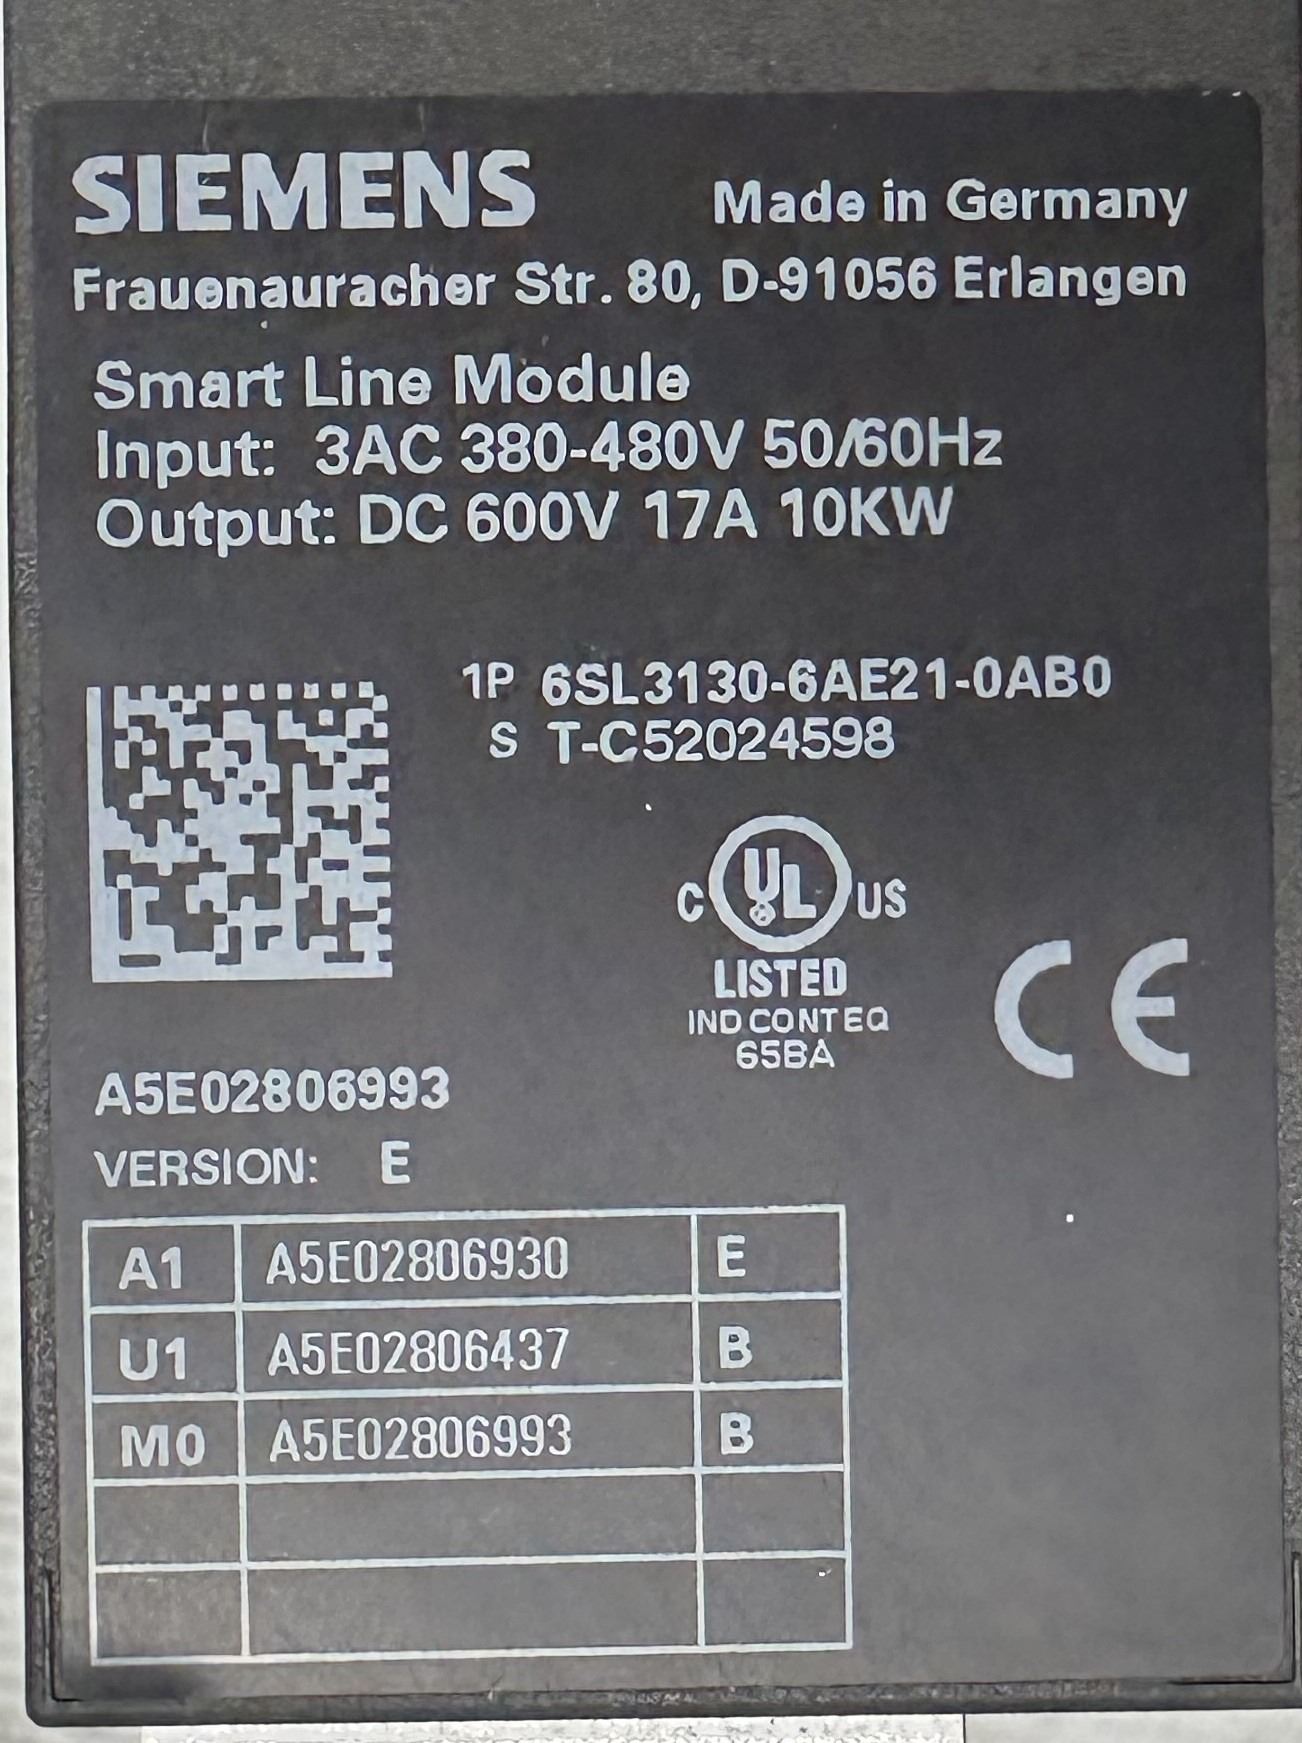 SIEMENS Made in Germany
Frauenauracher Str. 80, D-91056 Erlangen
Smart Line Module
Input: 3AC 380-480V 50/60Hz
Output: DC 600V 17A 10KW
1P 6SL3130-6AE21-0AB0
S T-C52024598
C UL US
LISTED
IND CONT EQ
65BA
CE
A5E02806993
VERSION: E
A1 A5E02806930 E
U1 A5E02806437 B
M0 A5E02806993 B